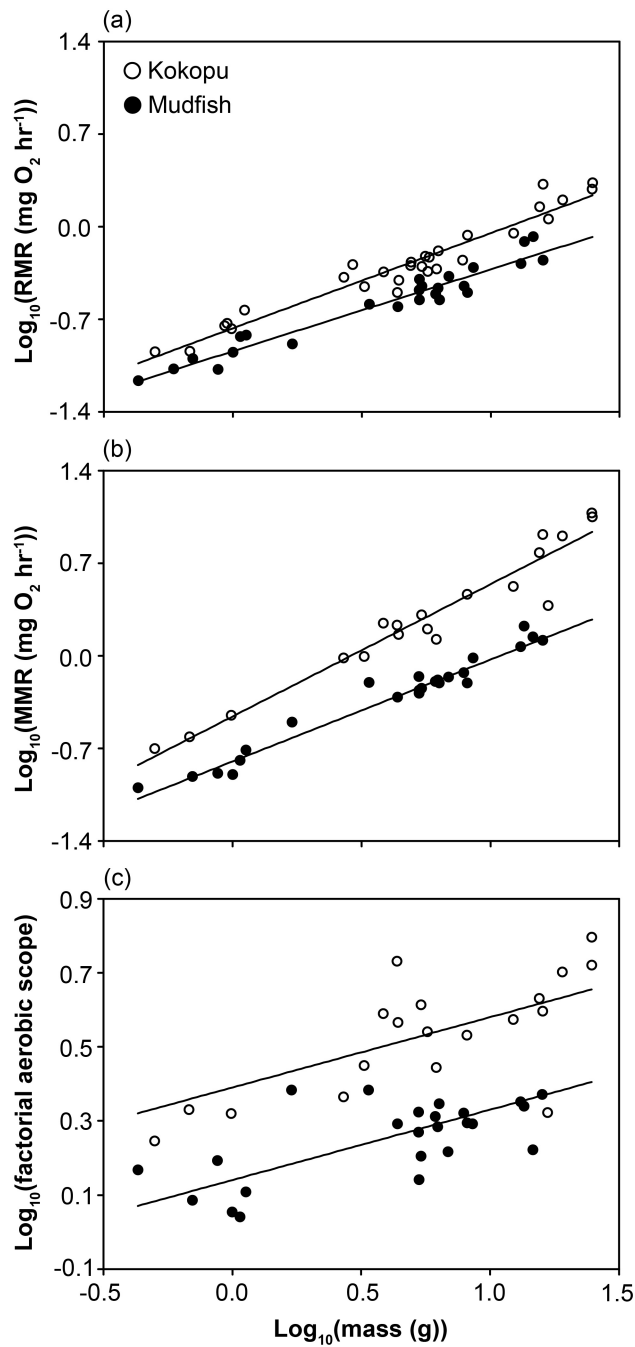 (a)
1.4
0.7
0.0
-0.7
-1.4
Log₁₀(RMR (mg O₂ hr⁻¹))
Kokopu
Mudfish
(b)
1.4
0.7
0.0
-0.7
-1.4
Log₁₀(MMR (mg O₂ hr⁻¹))
(c)
0.9
0.7
0.5
0.3
0.1
-0.1
Log₁₀(factorial aerobic scope)
-0.5 0.0 0.5 1.0 1.5
Log₁₀(mass (g))